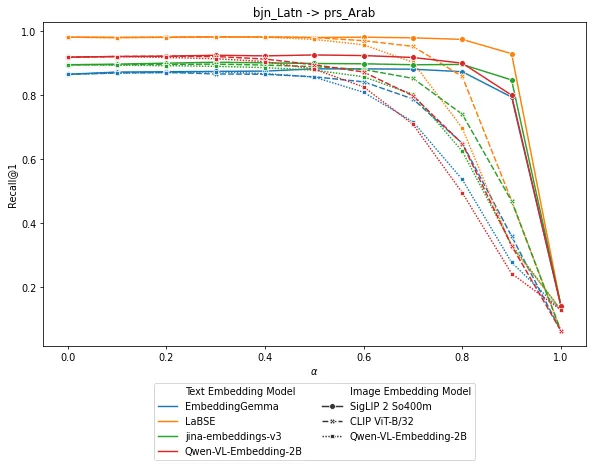 bjn_Latn -> prs_Arab
Recall@1
1.0
0.8
0.6
0.4
0.2
0.0
0.2
0.4
0.6
0.8
1.0
α
Text Embedding Model
EmbeddingGemma
LaBSE
jina-embeddings-v3
Qwen-VL-Embedding-2B
Image Embedding Model
SigLIP 2 So400m
CLIP ViT-B/32
Qwen-VL-Embedding-2B